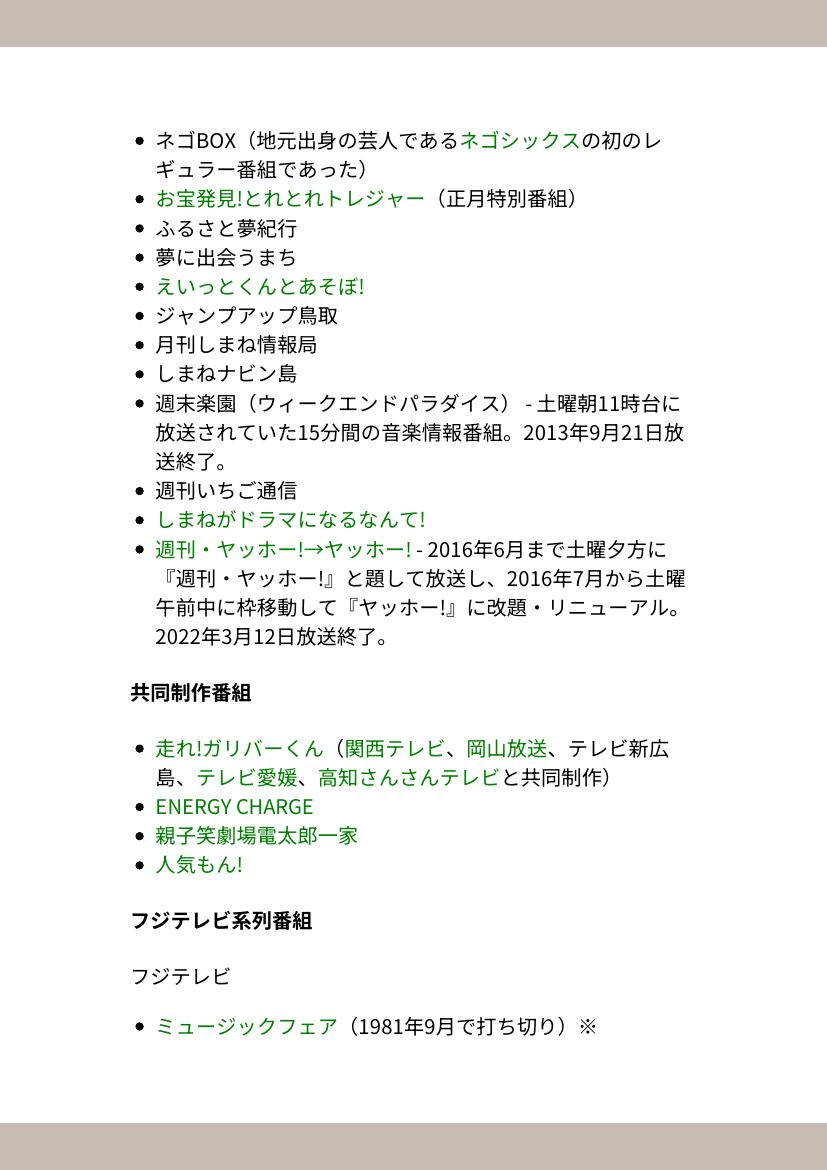 ネゴBOX（地元出身の芸人であるネゴシックスの初のレ
ギュラー番組であった）
お宝発見!とれとれトレジャー（正月特別番組）
ふるさと夢紀行
夢に出会うまち
えいっとくんとあそぼ!
ジャンプアップ鳥取
月刊しまね情報局
しまねナビン島
週末楽園（ウィークエンドパラダイス） - 土曜朝11時台に
放送されていた15分間の音楽情報番組。2013年9月21日放
送終了。
週刊いちご通信
しまねがドラマになるなんて!
週刊・ヤッホー!→ヤッホー! - 2016年6月まで土曜夕方に
『週刊・ヤッホー!』と題して放送し、2016年7月から土曜
午前中に枠移動して『ヤッホー!』に改題・リニューアル。
2022年3月12日放送終了。
共同制作番組
走れ!ガリバーくん（関西テレビ、岡山放送、テレビ新広
島、テレビ愛媛、高知さんさんテレビと共同制作）
ENERGY CHARGE
親子笑劇場電太郎一家
人気もん!
フジテレビ系列番組
フジテレビ
ミュージックフェア（1981年9月で打ち切り）※